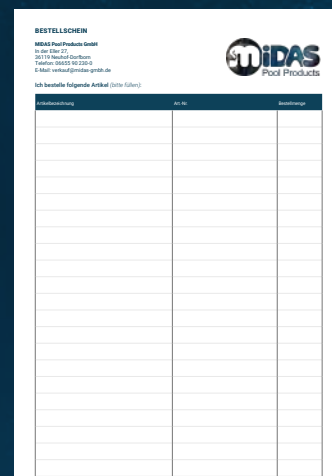 BESTELLSCHEIN
MIDAS Pool Products GmbH
In der Eller 27,
36119 Neuhof-Dorfborn
Telefon: 06655 90 230-0
E-Mail: verkauf@midas-gmbh.de
MiDAS
Pool Products
Ich bestelle folgende Artikel (bitte füllen):
Artikelbezeichnung Art.-Nr. Bestellmenge